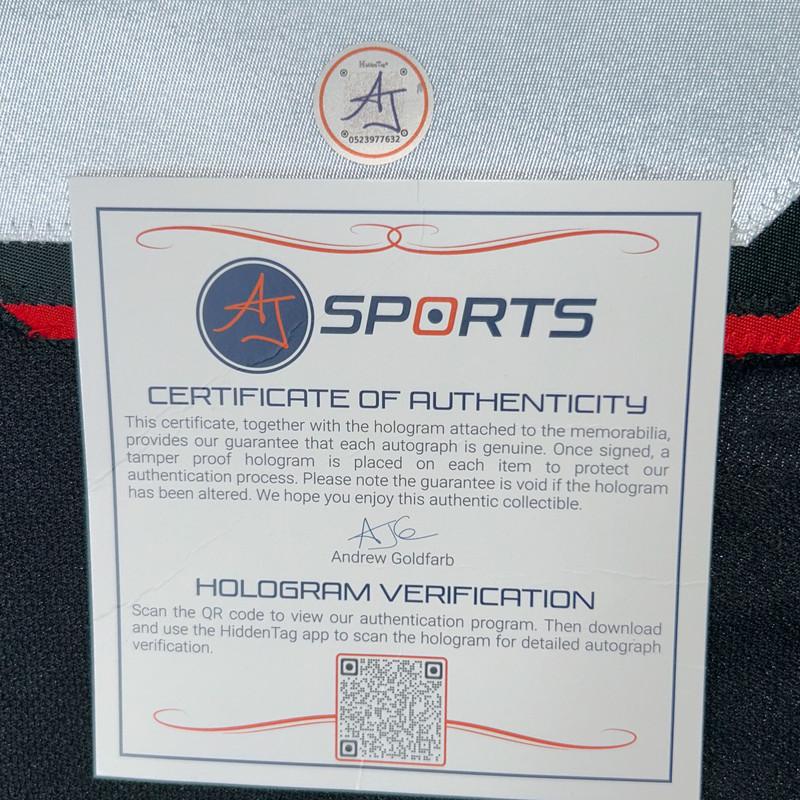 HiddenTag
AJ
0523977632
AJ SPORTS
CERTIFICATE OF AUTHENTICITY
This certificate, together with the hologram attached to the memorabilia,
provides our guarantee that each autograph is genuine. Once signed, a
tamper proof hologram is placed on each item to protect our
authentication process. Please note the guarantee is void if the hologram
has been altered. We hope you enjoy this authentic collectible.
AJG
Andrew Goldfarb
HOLOGRAM VERIFICATION
Scan the QR code to view our authentication program. Then download
and use the HiddenTag app to scan the hologram for detailed autograph
verification.